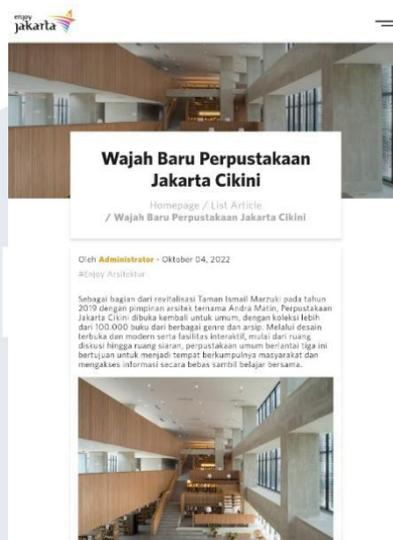 enjoy
jakarta
Wajah Baru Perpustakaan
Jakarta Cikini
Homepage / List Article
/ Wajah Baru Perpustakaan Jakarta Cikini
Oleh Administrator - Oktober 04, 2022
#Enjoy Arsitektur
Sebagai bagian dari revitalisasi Taman Ismail Marzuki pada tahun
2019 dengan pimpinan arsitek ternama Andra Matin, Perpustakaan
Jakarta Cikini dibuka kembali untuk umum, dengan koleksi lebih
dari 100.000 buku dari berbagai genre dan arsip. Melalui desain
terbuka dan modern serta fasilitas interaktif, mulai dari ruang
diskusi hingga ruang siaran, perpustakaan umum berlantai tiga ini
bertujuan untuk menjadi tempat berkumpulnya masyarakat dan
mengakses informasi secara bebas sambil belajar bersama.